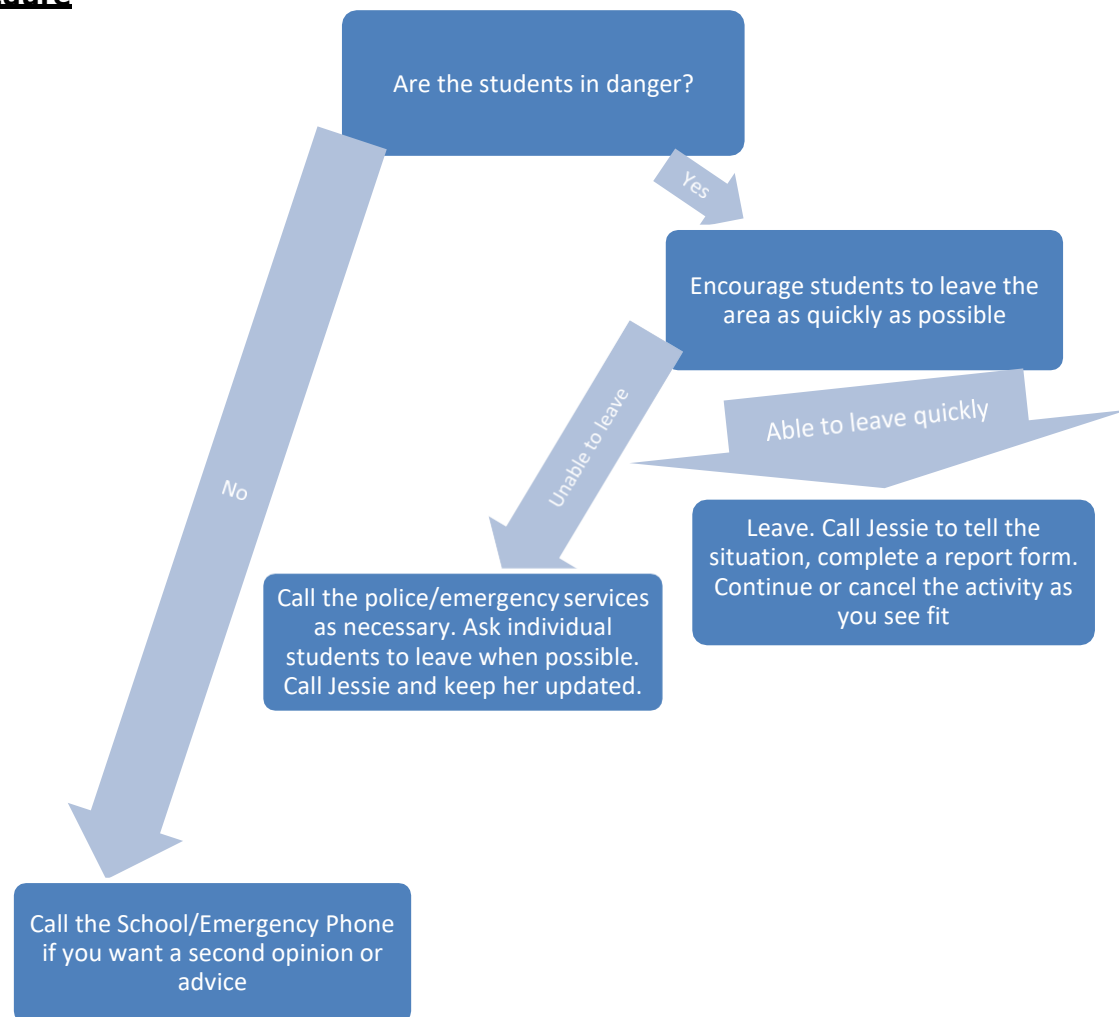 Are the students in danger?
Yes
Encourage students to leave the
area as quickly as possible
Unable to leave
Able to leave quickly
No
Leave. Call Jessie to tell the
situation, complete a report form.
Continue or cancel the activity as
you see fit
Call the police/emergency services
as necessary. Ask individual
students to leave when possible.
Call Jessie and keep her updated.
Call the School/Emergency Phone
if you want a second opinion or
advice